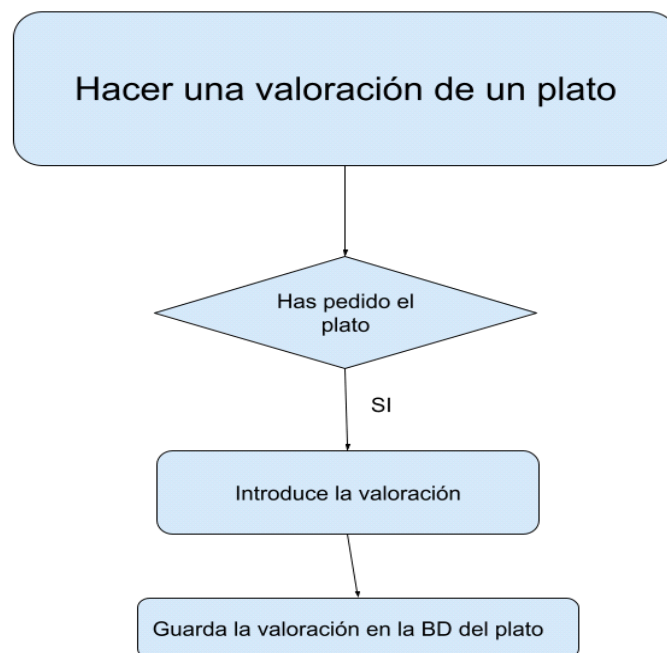 Hacer una valoración de un plato
Has pedido el
plato
SI
Introduce la valoración
Guarda la valoración en la BD del plato